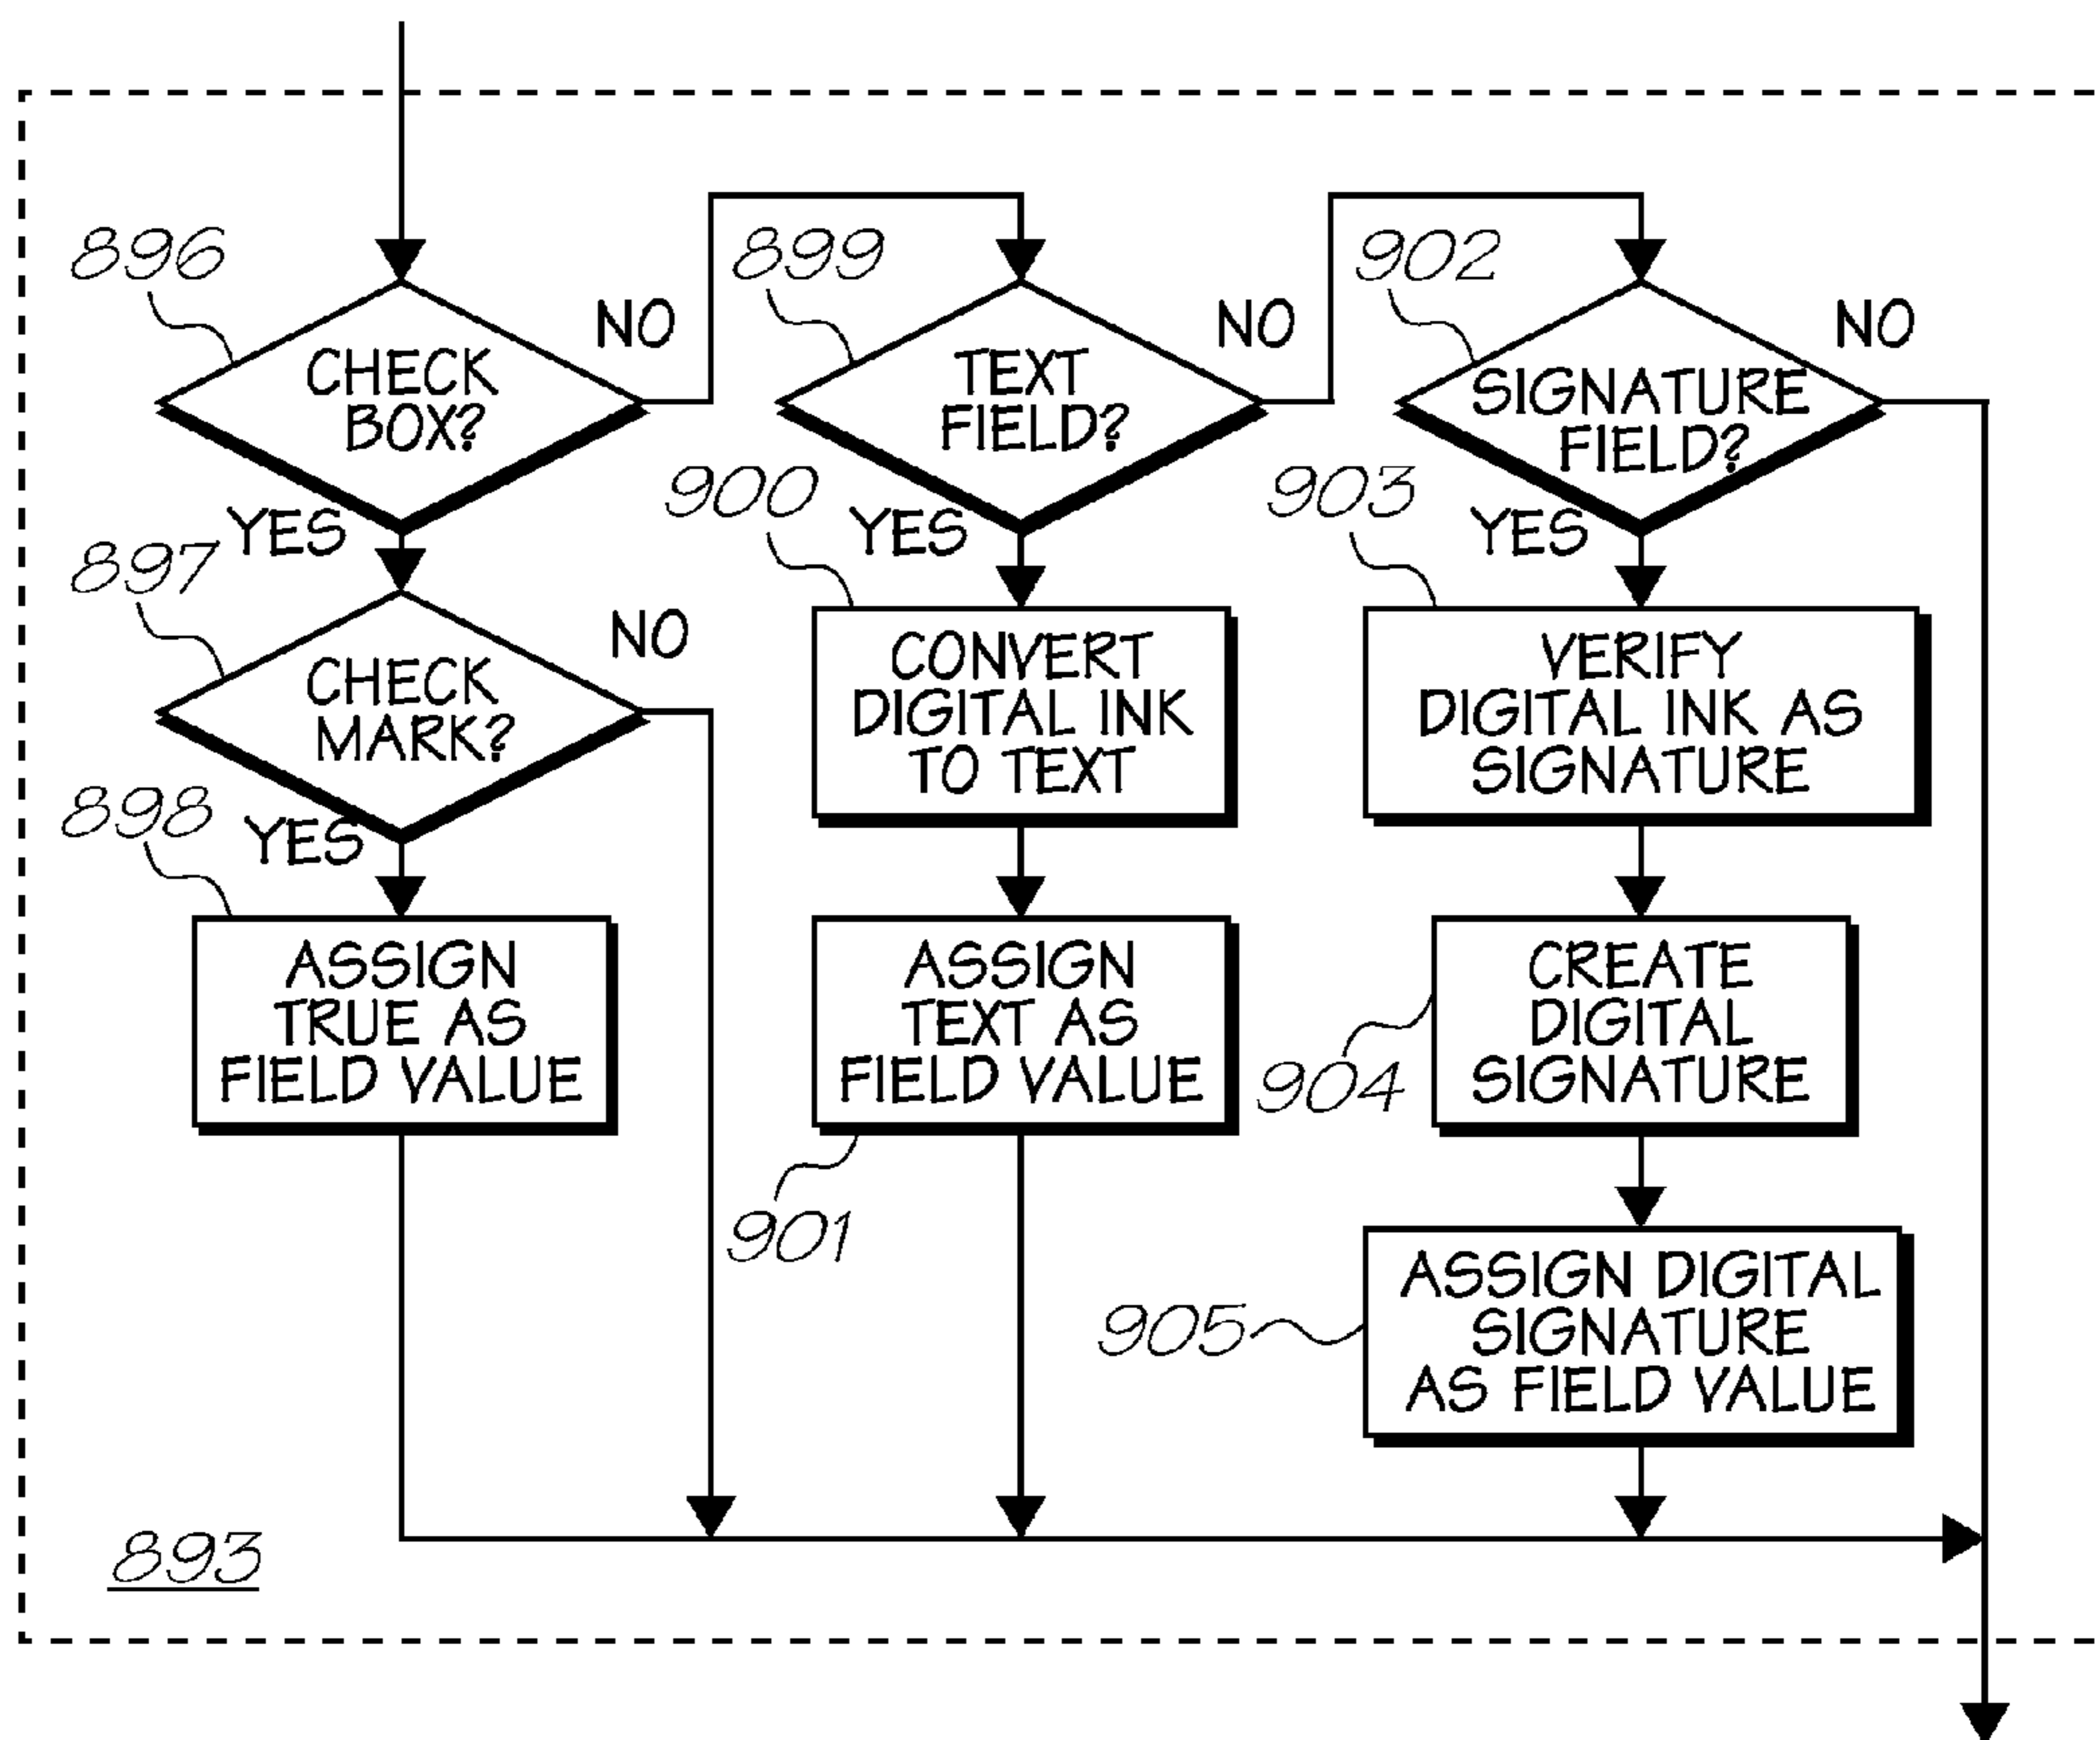 896
CHECK
BOX?
NO
YES
897
CHECK
MARK?
NO
YES
898
ASSIGN
TRUE AS
FIELD VALUE
899
TEXT
FIELD?
NO
YES
900
CONVERT
DIGITAL INK
TO TEXT
ASSIGN
TEXT AS
FIELD VALUE
901
902
SIGNATURE
FIELD?
NO
YES
903
VERIFY
DIGITAL INK AS
SIGNATURE
CREATE
DIGITAL
SIGNATURE
904
ASSIGN DIGITAL
SIGNATURE
AS FIELD VALUE
905
893